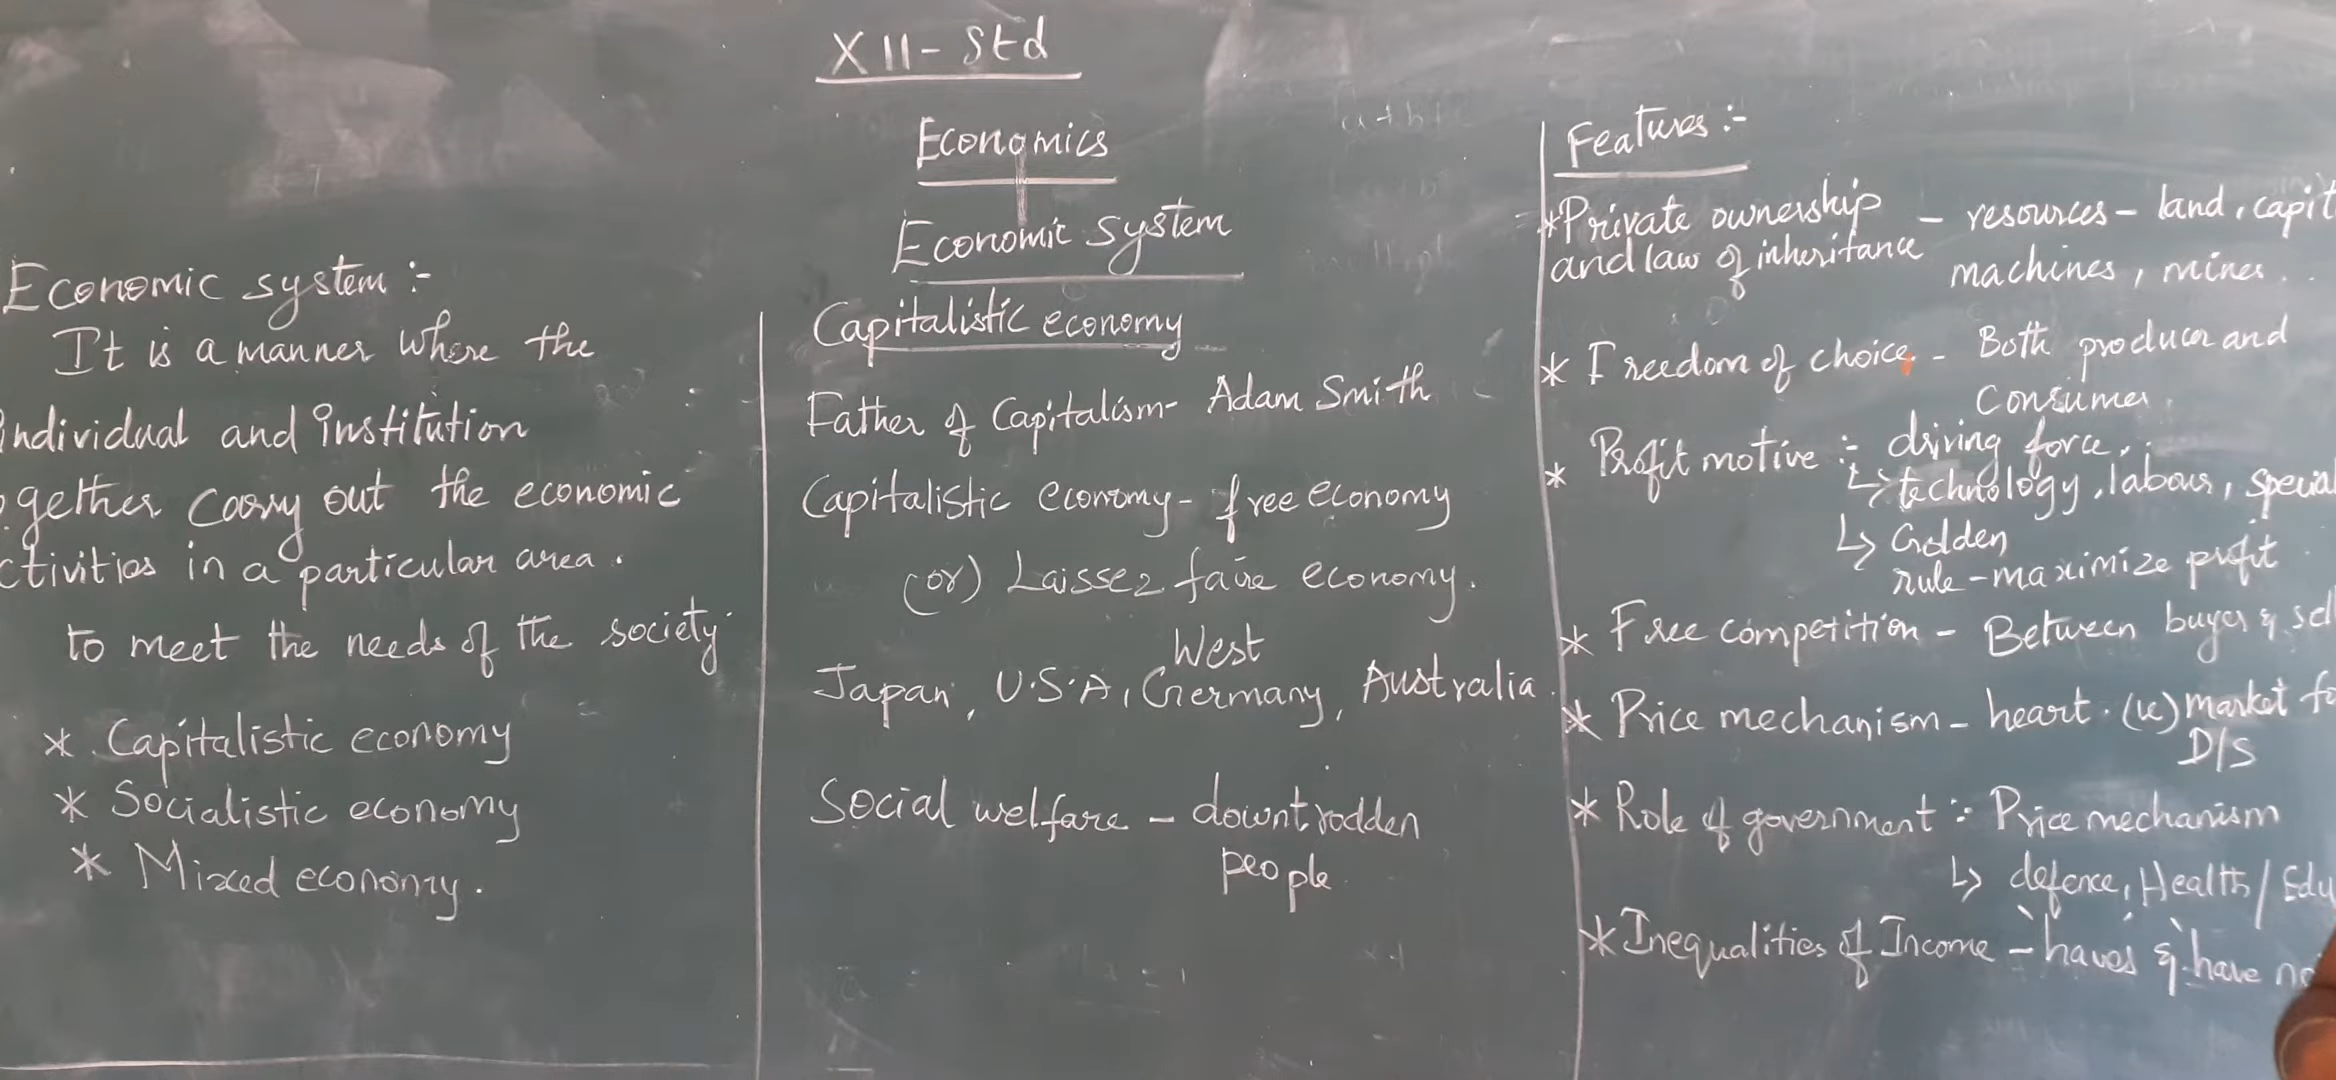 XII - Std
Economics
Economic system
Economic system :-
It is a manner where the
individual and institution
ogether carry out the economic
ctivities in a particular area.
to meet the needs of the society.
* Capitalistic economy
* Socialistic economy
* Mixed economy.
Capitalistic economy
Father of Capitalism - Adam Smith
Capitalistic economy - free economy
(or) Laissez faire economy.
Japan, U.S.A, West Germany, Australia.
Social welfare - downtrodden
people.
Features :-
* Private ownership - resources - land, capit
and law of inheritance machines, mines..
* Freedom of choice - Both producer and
Consumer.
* Profit motive :- driving force.
↳ technology, labour, special
↳ Golden
rule - maximize profit
* Free competition - Between buyer & sel
* Price mechanism - heart. (ie) market fo
D/S
* Role of government :- Price mechanism
↳ defence, Health / Edu
* Inequalities of Income - `haves' & `have no